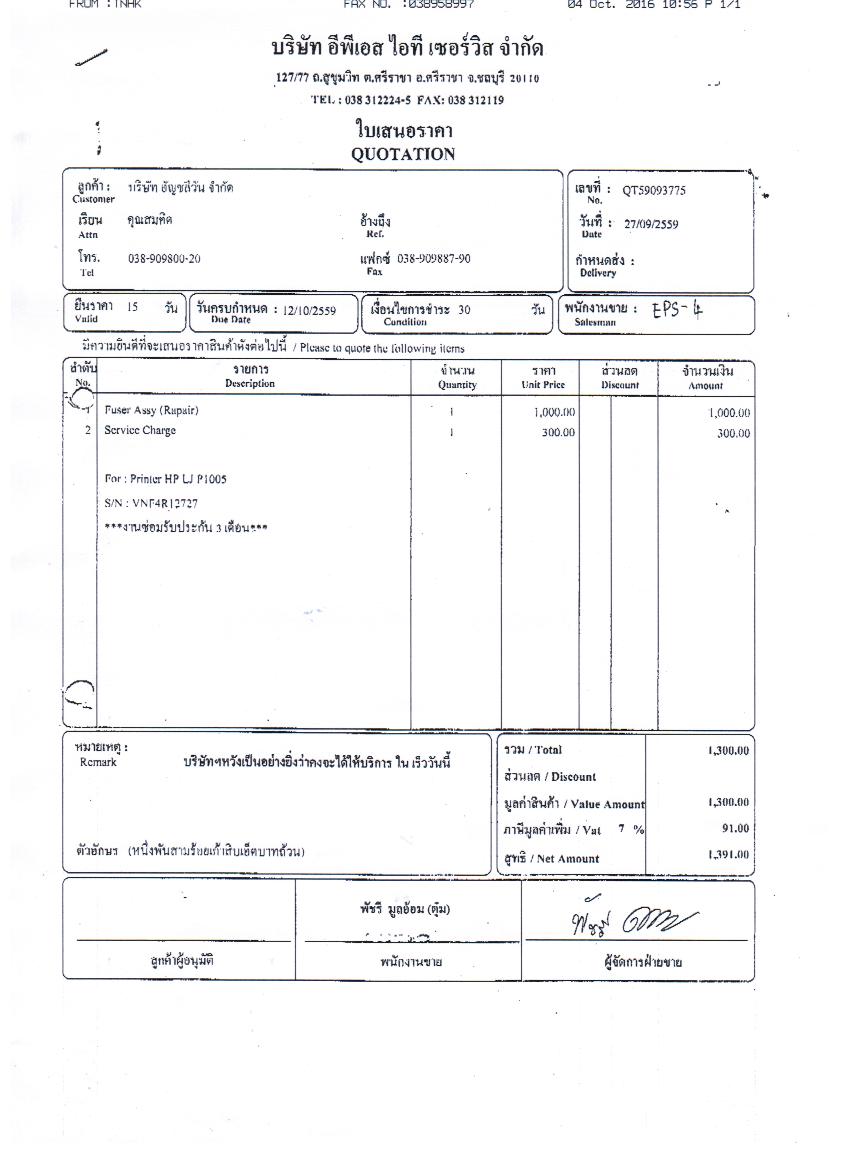 FROM : INAK FAX NO. :038958997 04 Oct. 2016 10:56 P 1/1
บริษัท อีพีเอส ไอที เซอร์วิส จำกัด
127/77 ถ.สุขุมวิท ต.ศรีราชา อ.ศรีราชา จ.ชลบุรี 20110
TEL : 038 312224-5 FAX: 038 312119
ใบเสนอราคา
QUOTATION
ลูกค้า : บริษัท อัญชลีวัน จำกัด
Customer
เลขที่ : QT59093775
No.
เรียน คุณสมคิด อ้างถึง
Attn Ref.
วันที่ : 27/09/2559
Date
โทร. 038-909800-20 แฟกซ์ 038-909887-90
Tel Fax
กำหนดส่ง :
Delivery
ยืนราคา 15 วัน วันครบกำหนด : 12/10/2559 เงื่อนไขการชำระ 30 วัน พนักงานขาย : EPS-4
Valid Due Date Condition Salesman
มีความยินดีที่จะเสนอราคาสินค้าดังต่อไปนี้ / Please to quote the following items
ลำดับ รายการ จำนวน ราคา ส่วนลด จำนวนเงิน
No. Description Quantity Unit Price Discount Amount
1 Fuser Assy (Rupair) 1 1,000.00 1,000.00
2 Service Charge 1 300.00 300.00
For : Printer HP LJ P1005
S/N : VNF4R12727
***งานซ่อมรับประกัน 3 เดือน***
หมายเหตุ :
Remark บริษัทฯหวังเป็นอย่างยิ่งว่าคงจะได้ให้บริการ ใน เร็ววันนี้
รวม / Total 1,300.00
ส่วนลด / Discount
มูลค่าสินค้า / Value Amount 1,300.00
ภาษีมูลค่าเพิ่ม / Vat 7 % 91.00
ตัวอักษร (หนึ่งพันสามร้อยเก้าสิบเอ็ดบาทถ้วน)
สุทธิ / Net Amount 1,391.00
พัชรี มูลอ้อม (ตุ้ม)
พัชรี
ลูกค้าผู้อนุมัติ พนักงานขาย ผู้จัดการฝ่ายขาย